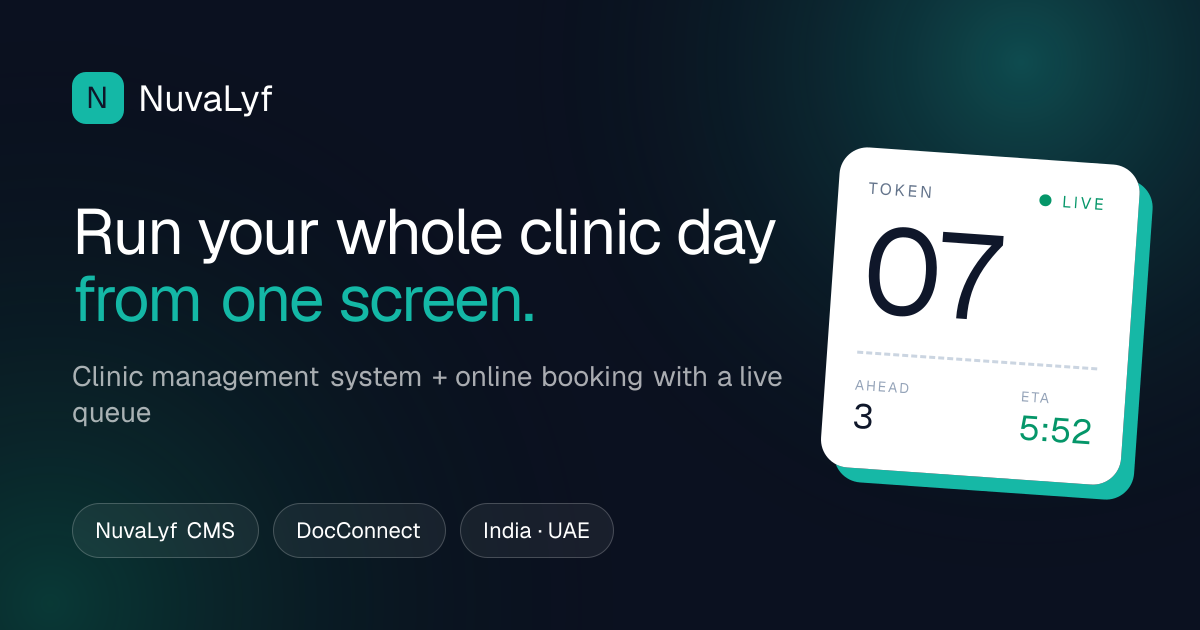 N NuvaLyf
Run your whole clinic day
from one screen.
Clinic management system + online booking with a live
queue
NuvaLyf CMS
DocConnect
India · UAE
TOKEN
LIVE
07
AHEAD
3
ETA
5:52